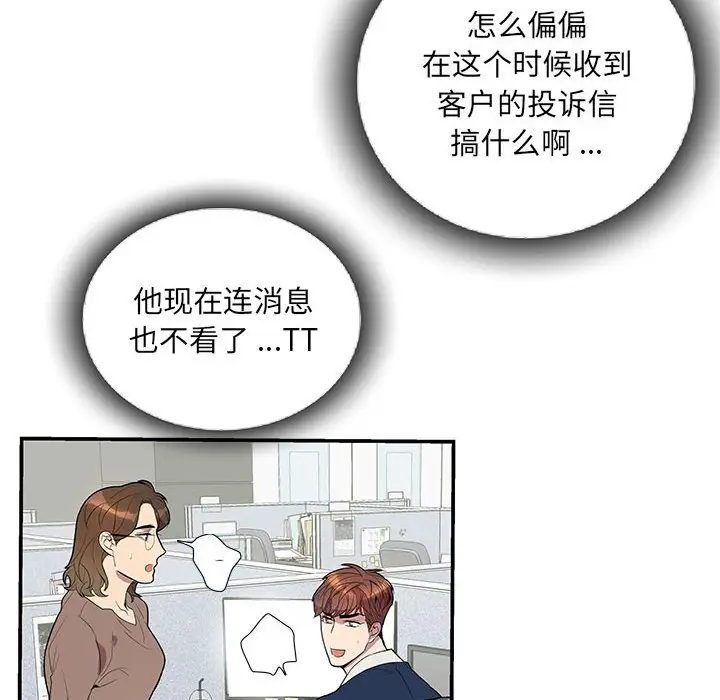 怎么偏偏
在这个时候收到
客户的投诉信
搞什么啊 ...
他现在连消息
也不看了 ...TT